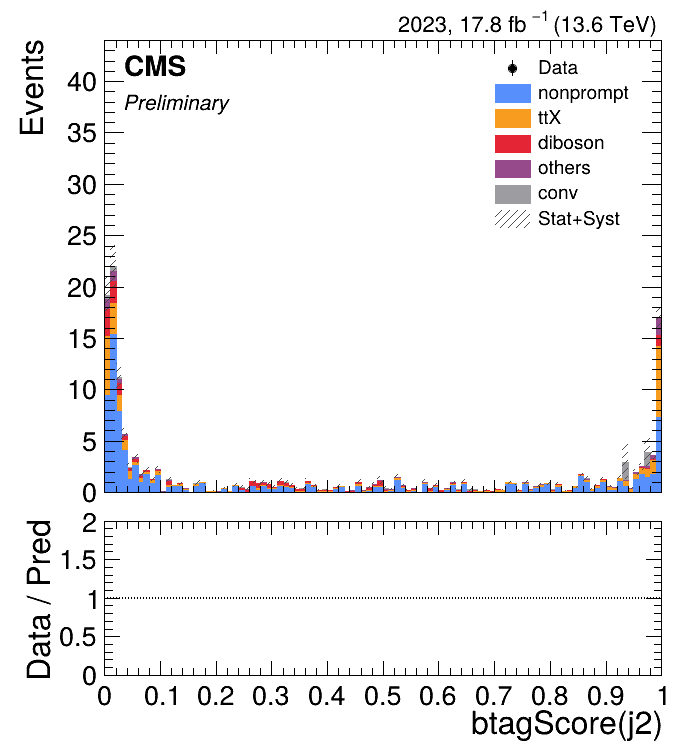 2023, 17.8 fb⁻¹ (13.6 TeV)
Events
CMS
Preliminary
Data
nonprompt
ttX
diboson
others
conv
Stat+Syst
40
35
30
25
20
15
10
5
0
Data / Pred
2
1.5
1
0.5
0
0 0.1 0.2 0.3 0.4 0.5 0.6 0.7 0.8 0.9 1
btagScore(j2)